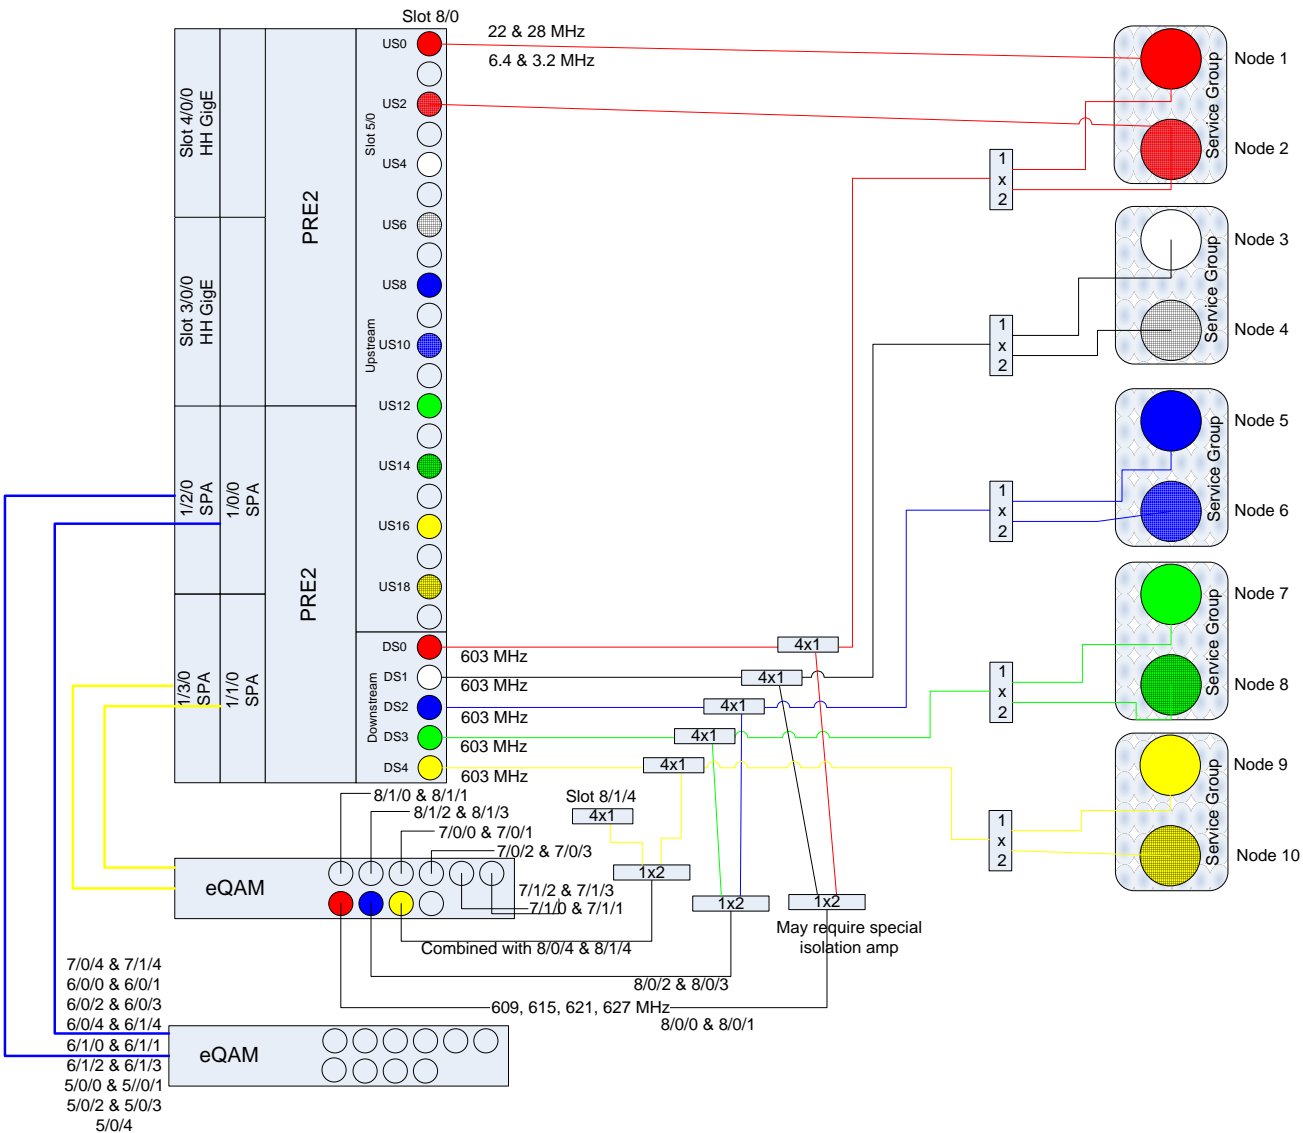 Slot 8/0
22 & 28 MHz
6.4 & 3.2 MHz
Slot 4/0/0
HH GigE
Slot 3/0/0
HH GigE
1/2/0
SPA
1/0/0
SPA
1/3/0
SPA
1/1/0
SPA
PRE2
PRE2
Slot 5/0
Upstream
Downstream
US0
US2
US4
US6
US8
US10
US12
US14
US16
US18
DS0
DS1
DS2
DS3
DS4
603 MHz
603 MHz
603 MHz
603 MHz
603 MHz
4x1
4x1
4x1
4x1
4x1
Slot 8/1/4
4x1
1x2
1x2
1x2
May require special
isolation amp
1
x
2
1
x
2
1
x
2
1
x
2
1
x
2
Service Group
Node 1
Node 2
Service Group
Node 3
Node 4
Service Group
Node 5
Node 6
Service Group
Node 7
Node 8
Service Group
Node 9
Node 10
8/1/0 & 8/1/1
8/1/2 & 8/1/3
7/0/0 & 7/0/1
7/0/2 & 7/0/3
7/1/2 & 7/1/3
7/1/0 & 7/1/1
eQAM
Combined with 8/0/4 & 8/1/4
8/0/2 & 8/0/3
609, 615, 621, 627 MHz
8/0/0 & 8/0/1
7/0/4 & 7/1/4
6/0/0 & 6/0/1
6/0/2 & 6/0/3
6/0/4 & 6/1/4
6/1/0 & 6/1/1
6/1/2 & 6/1/3
5/0/0 & 5//0/1
5/0/2 & 5/0/3
5/0/4
eQAM